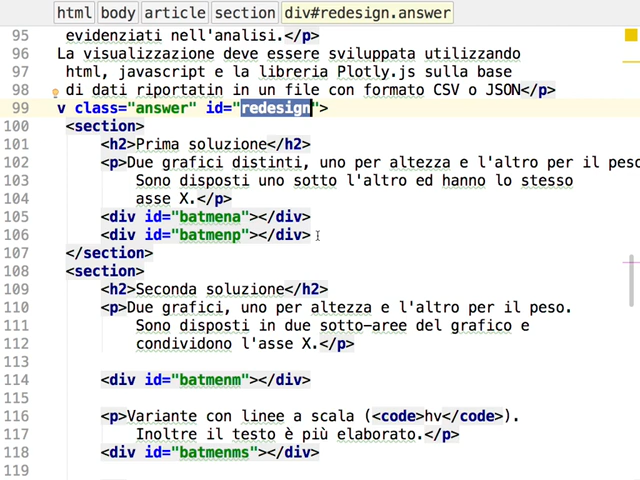 html body article section div#redesign.answer
95 evidenziati nell'analisi.</p>
96 La visualizzazione deve essere sviluppata utilizzando
97 html, javascript e la libreria Plotly.js sulla base
98 di dati riportatin in un file con formato CSV o JSON</p>
99 v class="answer" id="redesign">
100 <section>
101 <h2>Prima soluzione</h2>
102 <p>Due grafici distinti, uno per altezza e l'altro per il peso
103 Sono disposti uno sotto l'altro ed hanno lo stesso
104 asse X.</p>
105 <div id="batmena"></div>
106 <div id="batmenp"></div>
107 </section>
108 <section>
109 <h2>Seconda soluzione</h2>
110 <p>Due grafici, uno per altezza e l'altro per il peso.
111 Sono disposti in due sotto-aree del grafico e
112 condividono l'asse X.</p>
113
114 <div id="batmenm"></div>
115
116 <p>Variante con linee a scala (<code>hv</code>).
117 Inoltre il testo è più elaborato.</p>
118 <div id="batmenms"></div>
119